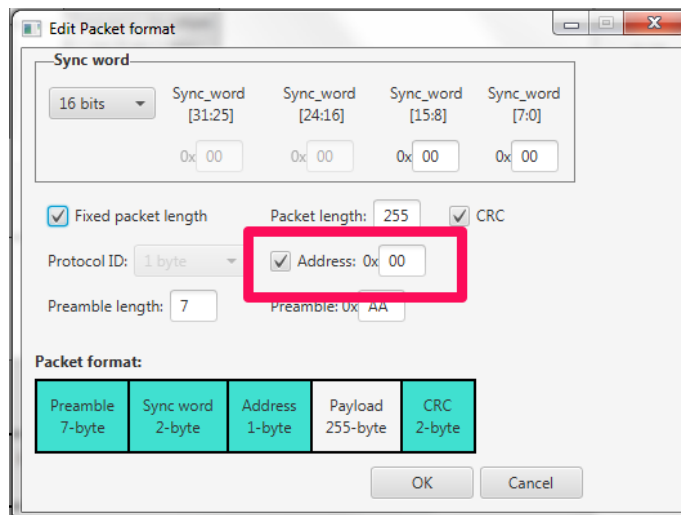 Edit Packet format
Sync word
16 bits
Sync_word [31:25]
Sync_word [24:16]
Sync_word [15:8]
Sync_word [7:0]
0x 00
0x 00
0x 00
0x 00
Fixed packet length
Packet length: 255
CRC
Protocol ID: 1 byte
Address: 0x 00
Preamble length: 7
Preamble: 0x AA
Packet format:
Preamble 7-byte
Sync word 2-byte
Address 1-byte
Payload 255-byte
CRC 2-byte
OK
Cancel